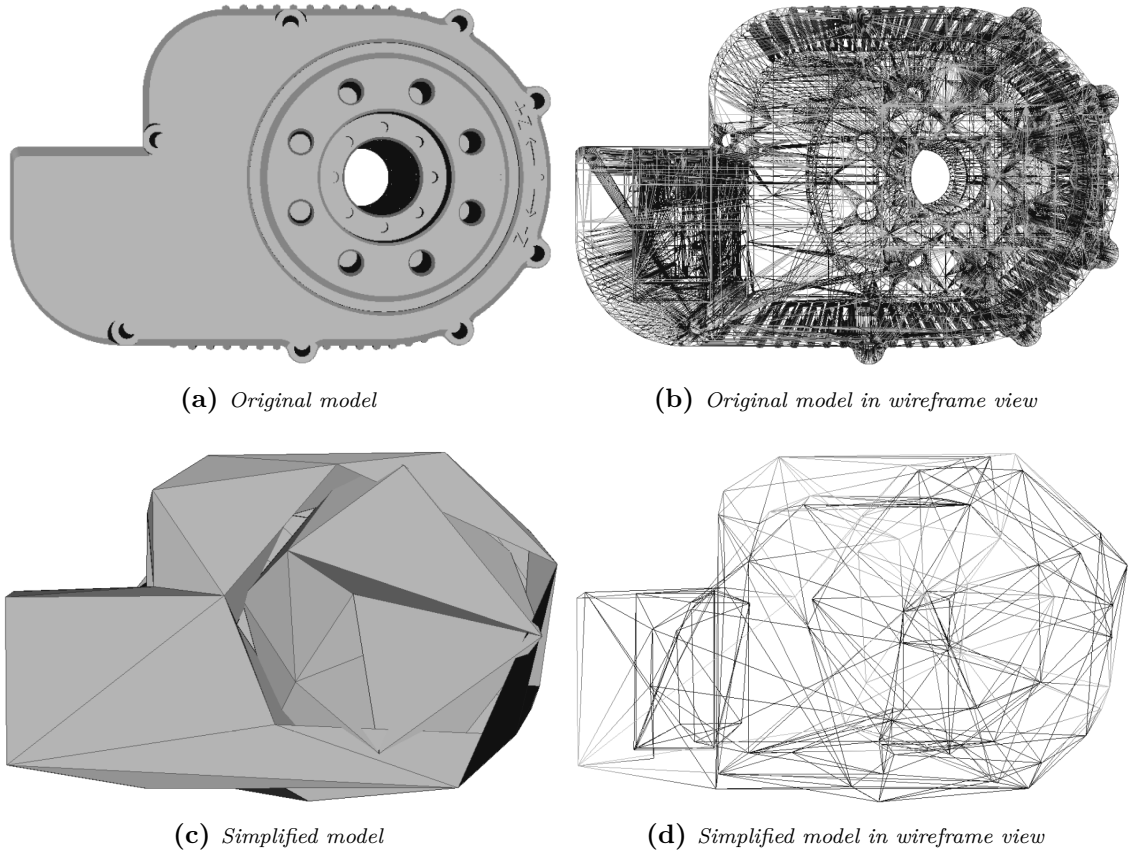 (a) Original model
(b) Original model in wireframe view
(c) Simplified model
(d) Simplified model in wireframe view